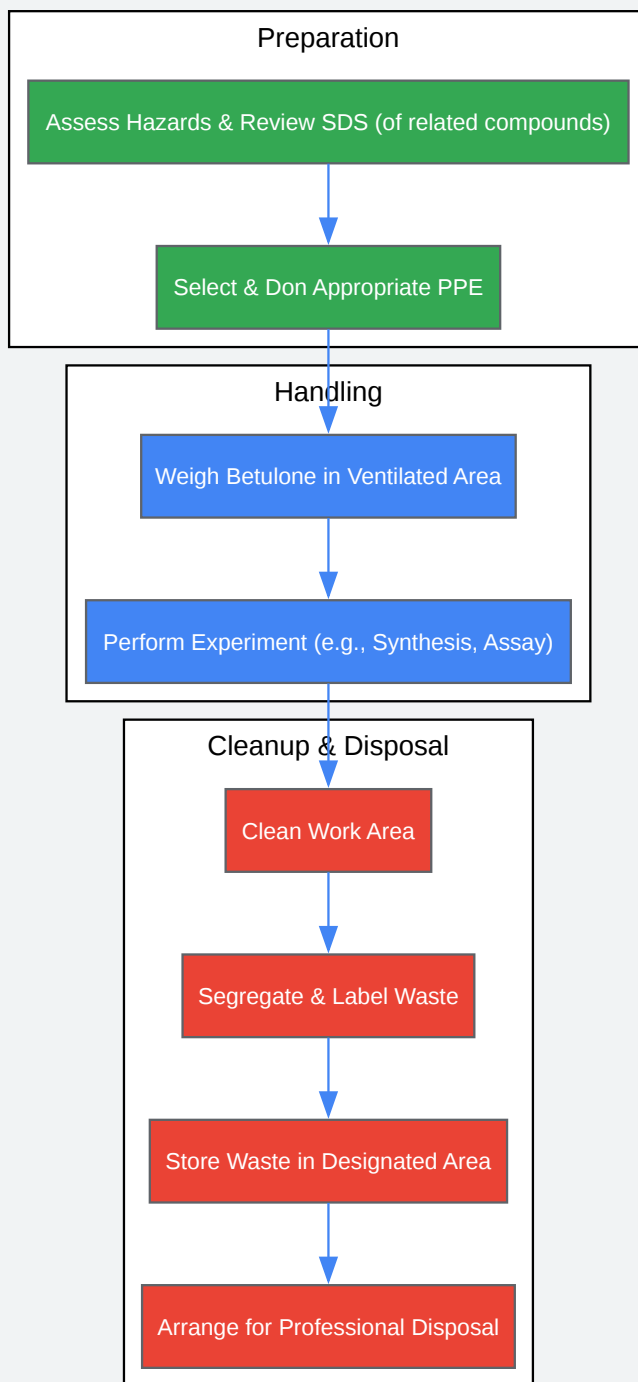 Preparation
Assess Hazards & Review SDS (of related compounds)
Select & Don Appropriate PPE
Handling
Weigh Betulone in Ventilated Area
Perform Experiment (e.g., Synthesis, Assay)
Cleanup & Disposal
Clean Work Area
Segregate & Label Waste
Store Waste in Designated Area
Arrange for Professional Disposal